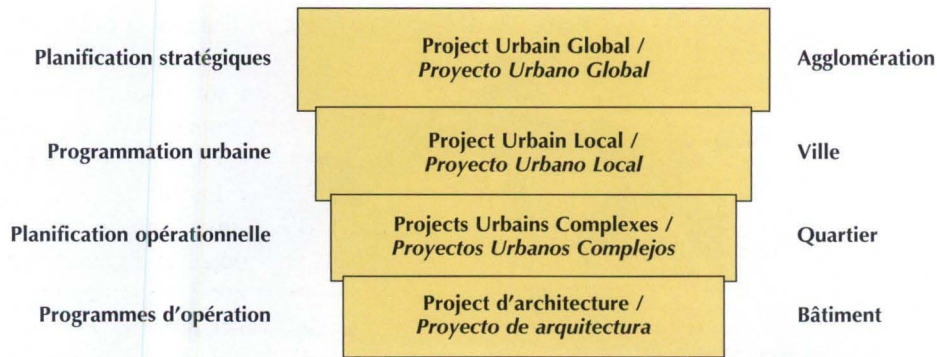 Planification stratégiques
Project Urbain Global /
Proyecto Urbano Global
Agglomération
Programmation urbaine
Project Urbain Local /
Proyecto Urbano Local
Ville
Planification opérationnelle
Projects Urbains Complexes /
Proyectos Urbanos Complejos
Quartier
Programmes d'opération
Project d'architecture /
Proyecto de arquitectura
Bâtiment